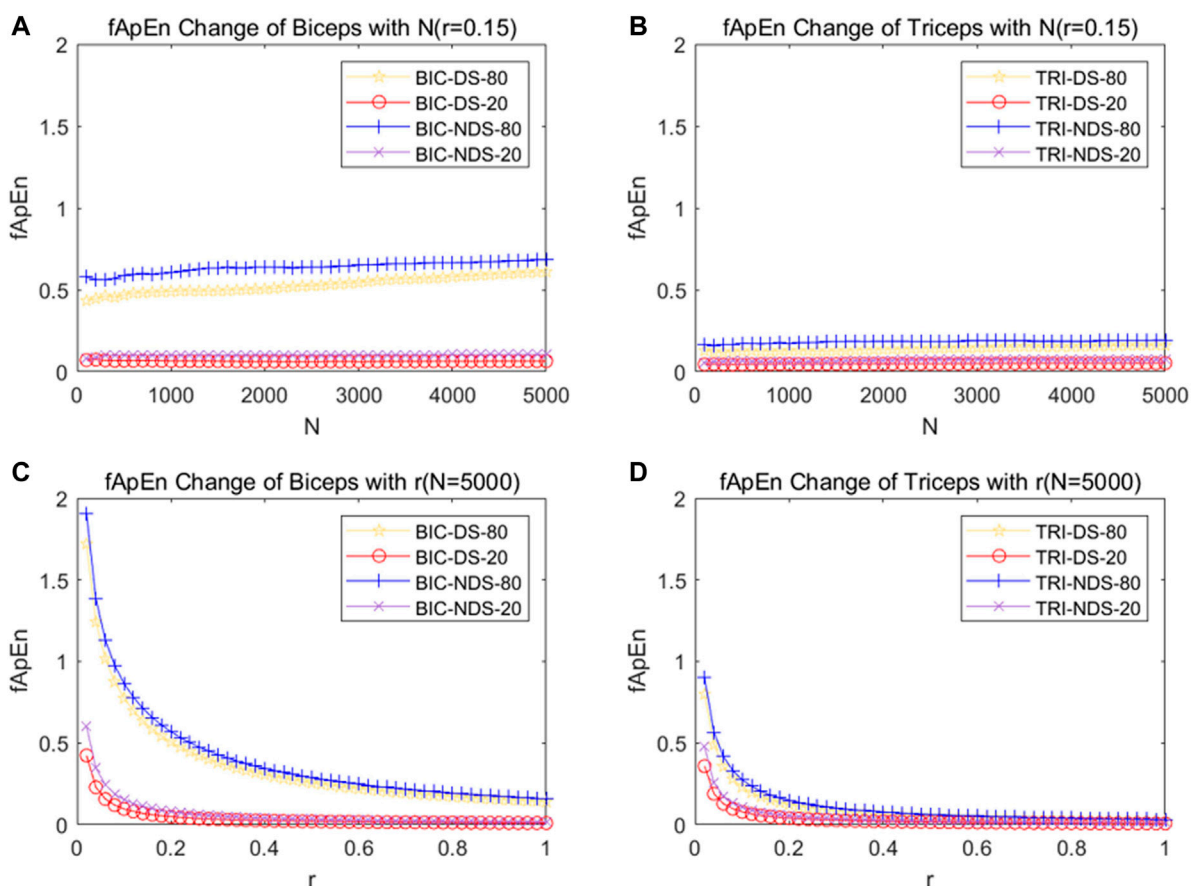 A
fApEn Change of Biceps with N(r=0.15)
2
1.5
1
0.5
0
fApEn
BIC-DS-80
BIC-DS-20
BIC-NDS-80
BIC-NDS-20
0 1000 2000 3000 4000 5000
N
B
fApEn Change of Triceps with N(r=0.15)
2
1.5
1
0.5
0
fApEn
TRI-DS-80
TRI-DS-20
TRI-NDS-80
TRI-NDS-20
0 1000 2000 3000 4000 5000
N
C
fApEn Change of Biceps with r(N=5000)
2
1.5
1
0.5
0
fApEn
BIC-DS-80
BIC-DS-20
BIC-NDS-80
BIC-NDS-20
0 0.2 0.4 0.6 0.8 1
r
D
fApEn Change of Triceps with r(N=5000)
2
1.5
1
0.5
0
fApEn
TRI-DS-80
TRI-DS-20
TRI-NDS-80
TRI-NDS-20
0 0.2 0.4 0.6 0.8 1
r